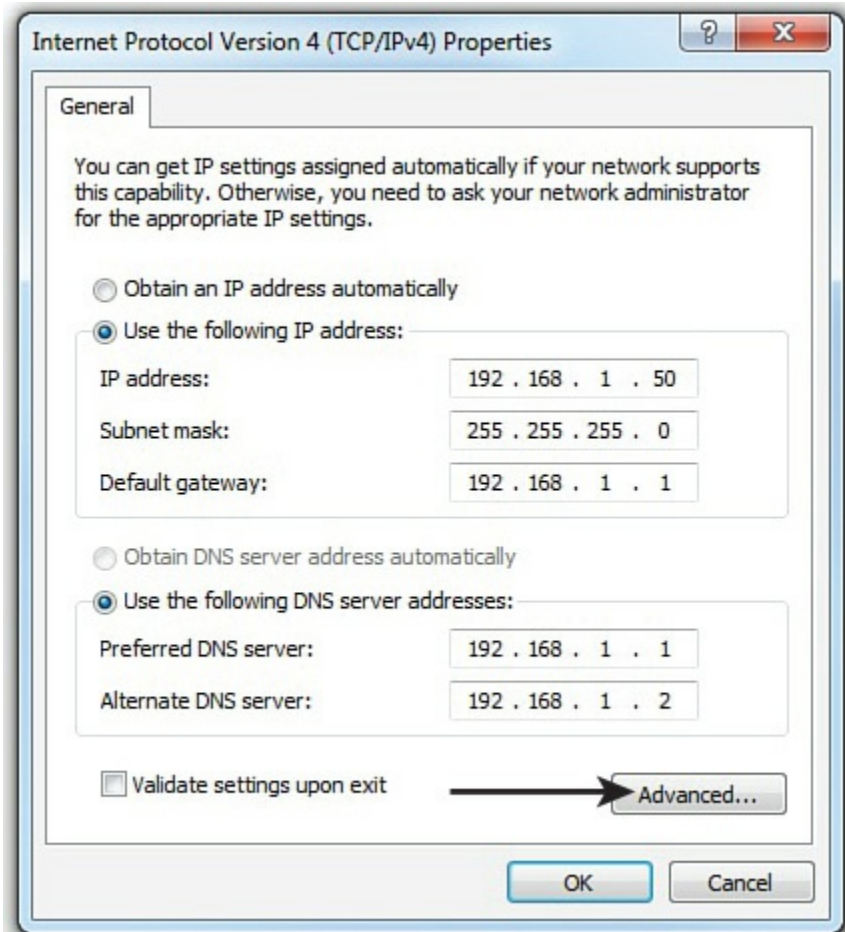 Internet Protocol Version 4 (TCP/IPv4) Properties
General
You can get IP settings assigned automatically if your network supports
this capability. Otherwise, you need to ask your network administrator
for the appropriate IP settings.
Obtain an IP address automatically
Use the following IP address:
IP address: 192 . 168 . 1 . 50
Subnet mask: 255 . 255 . 255 . 0
Default gateway: 192 . 168 . 1 . 1
Obtain DNS server address automatically
Use the following DNS server addresses:
Preferred DNS server: 192 . 168 . 1 . 1
Alternate DNS server: 192 . 168 . 1 . 2
Validate settings upon exit Advanced...
OK Cancel